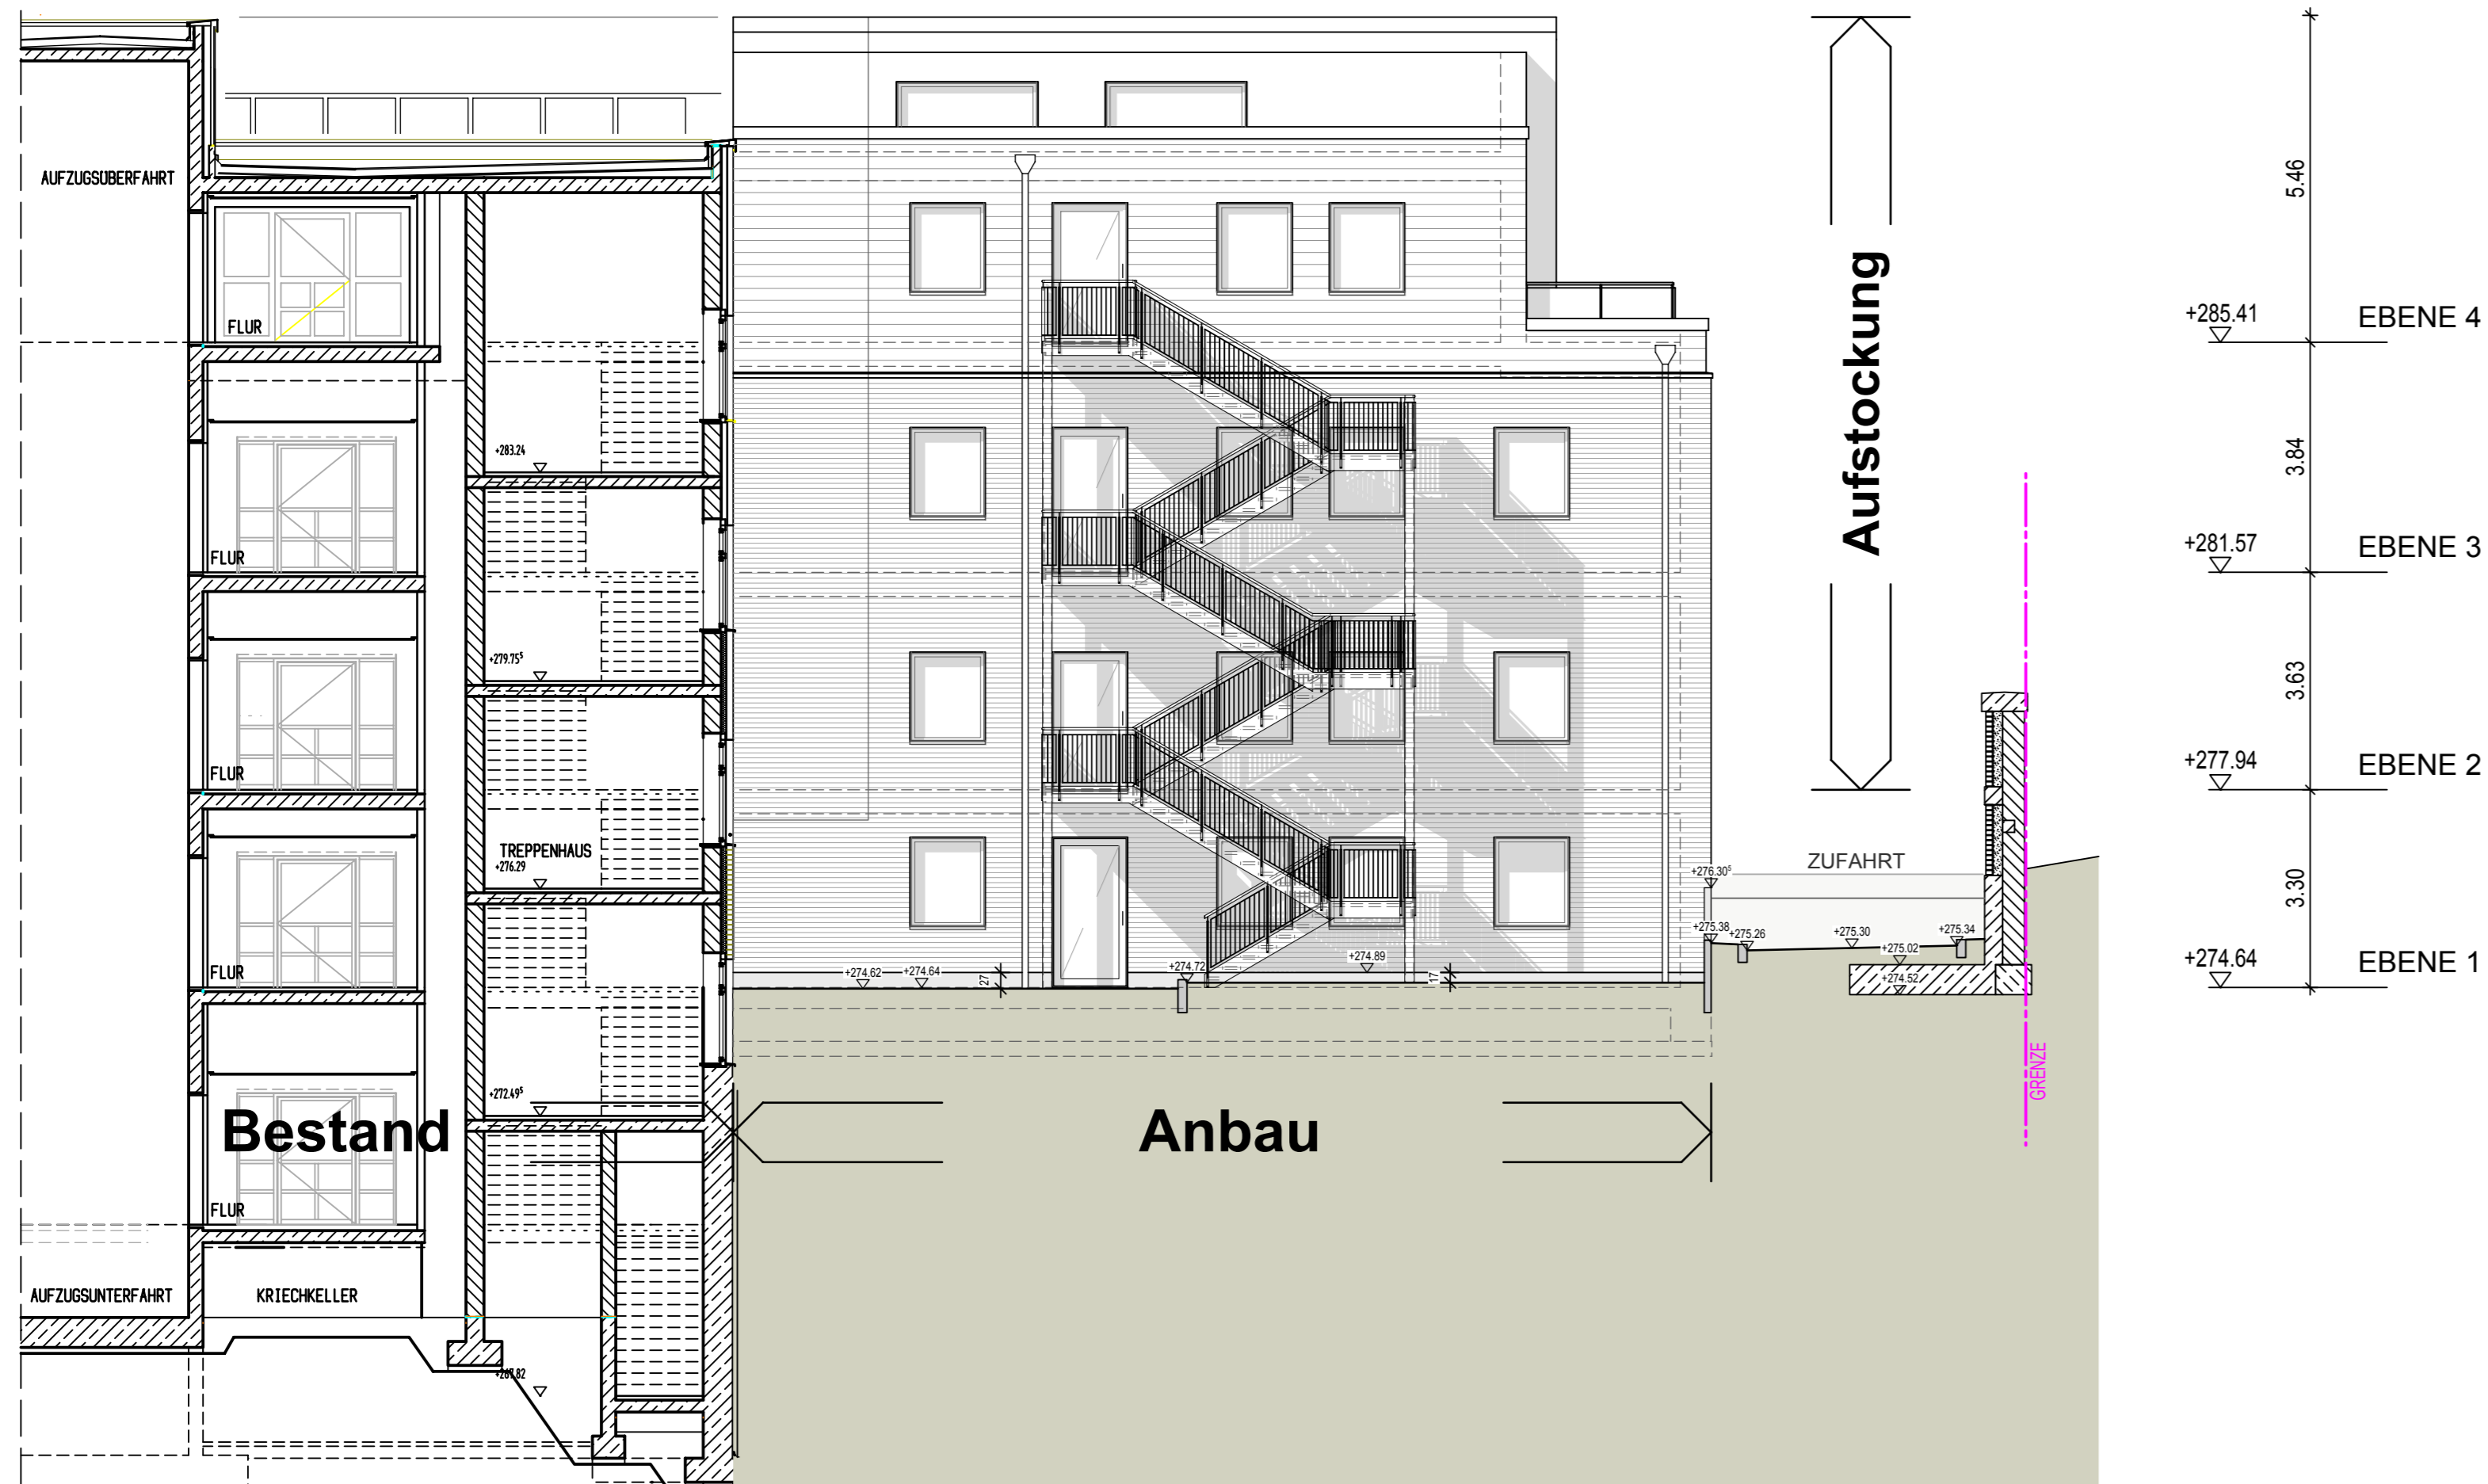 AUFZUGSÜBERFAHRT
FLUR
FLUR
FLUR
FLUR
FLUR
+283.24
+279.75⁵
TREPPENHAUS
+276.29
+272.49⁵
+267.82
AUFZUGSUNTERFAHRT
KRIECHKELLER
Bestand
Anbau
Aufstockung
+274.62
+274.64
27
+274.72
+274.89
17
+276.30⁵
+275.38
+275.26
ZUFAHRT
+275.30
+275.34
+275.02
+274.52
GRENZE
5.46
+285.41
EBENE 4
3.84
+281.57
EBENE 3
3.63
+277.94
EBENE 2
3.30
+274.64
EBENE 1